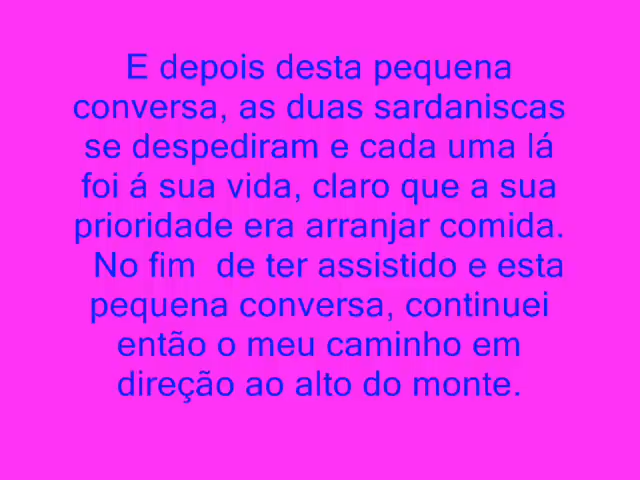 E depois desta pequena
conversa, as duas sardaniscas
se despediram e cada uma lá
foi á sua vida, claro que a sua
prioridade era arranjar comida.
No fim  de ter assistido e esta
pequena conversa, continuei
então o meu caminho em
direção ao alto do monte.